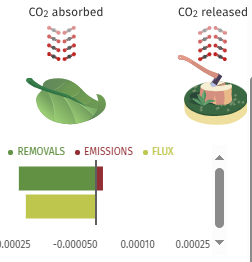 CO₂ absorbed CO₂ released
REMOVALS EMISSIONS FLUX
0.00025 -0.000050 0.00010 0.00025